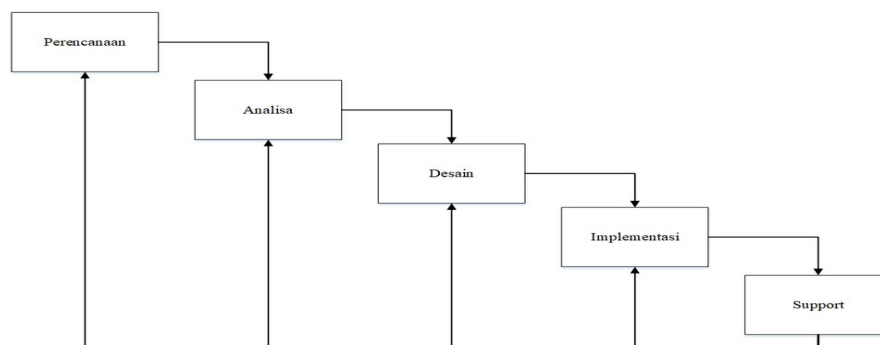 Perencanaan
Analisa
Desain
Implementasi
Support